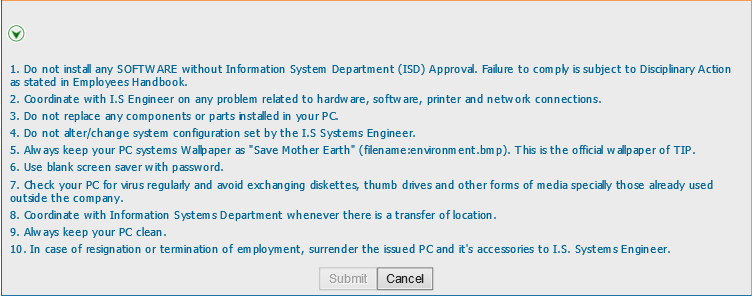 1. Do not install any SOFTWARE without Information System Department (ISD) Approval. Failure to comply is subject to Disciplinary Action
as stated in Employees Handbook.
2. Coordinate with I.S Engineer on any problem related to hardware, software, printer and network connections.
3. Do not replace any components or parts installed in your PC.
4. Do not alter/change system configuration set by the I.S Systems Engineer.
5. Always keep your PC systems Wallpaper as "Save Mother Earth" (filename:environment.bmp). This is the official wallpaper of TIP.
6. Use blank screen saver with password.
7. Check your PC for virus regularly and avoid exchanging diskettes, thumb drives and other forms of media specially those already used
outside the company.
8. Coordinate with Information Systems Department whenever there is a transfer of location.
9. Always keep your PC clean.
10. In case of resignation or termination of employment, surrender the issued PC and it's accessories to I.S. Systems Engineer.
Submit Cancel